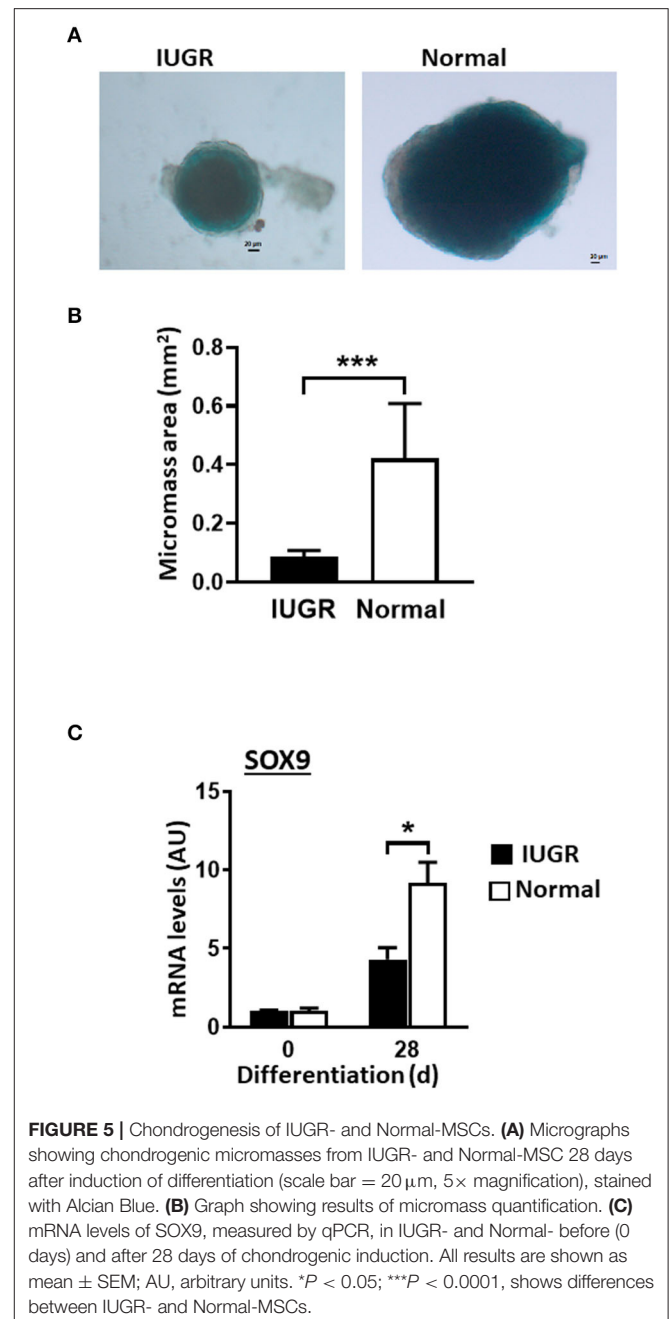 A
IUGR
Normal
20 µm
20 µm
B
Micromass area (mm²)
0.8
0.6
0.4
0.2
0.0
***
IUGR Normal
C
SOX9
mRNA levels (AU)
15
10
5
0
*
IUGR
Normal
0 28
Differentiation (d)
FIGURE 5 | Chondrogenesis of IUGR- and Normal-MSCs. (A) Micrographs
showing chondrogenic micromasses from IUGR- and Normal-MSC 28 days
after induction of differentiation (scale bar = 20 µm, 5× magnification), stained
with Alcian Blue. (B) Graph showing results of micromass quantification. (C)
mRNA levels of SOX9, measured by qPCR, in IUGR- and Normal- before (0
days) and after 28 days of chondrogenic induction. All results are shown as
mean ± SEM; AU, arbitrary units. *P < 0.05; ***P < 0.0001, shows differences
between IUGR- and Normal-MSCs.